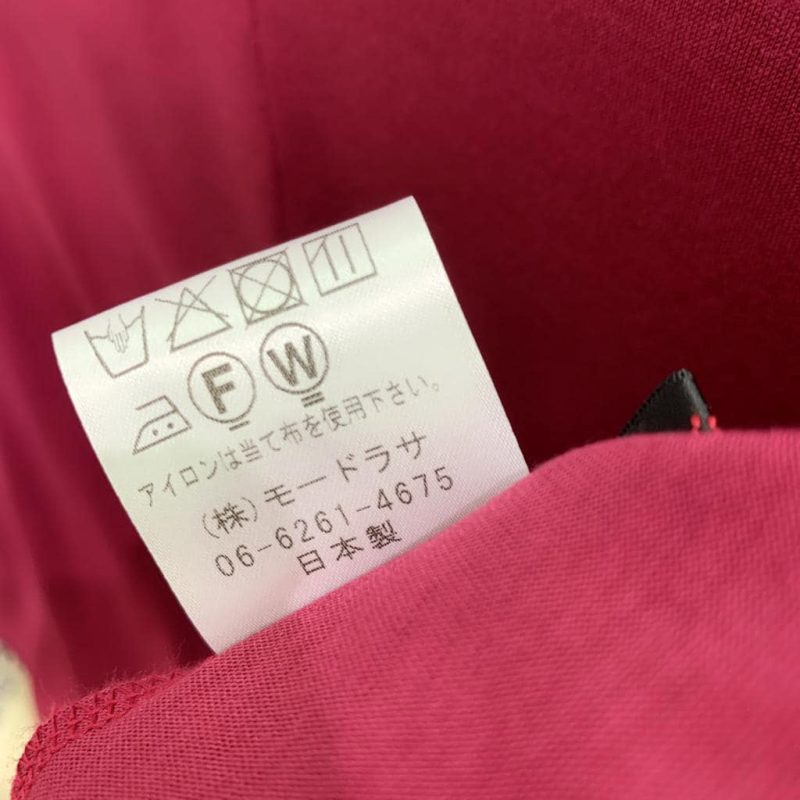 F W
アイロンは当て布を使用下さい。
(株)モードラサ
06-6261-4675
日本製